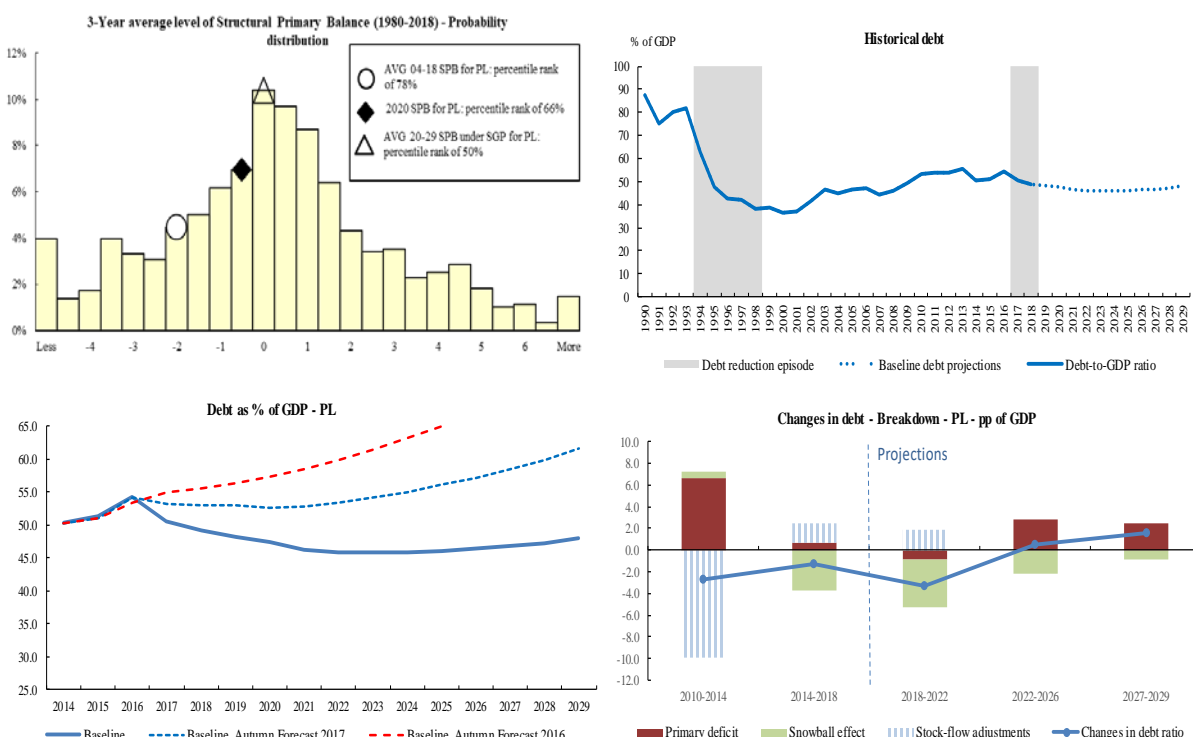 3-Year average level of Structural Primary Balance (1980-2018) - Probability
distribution
12%
10%
8%
6%
4%
2%
0%
AVG 04-18 SPB for PL: percentile rank
of 78%
2020 SPB for PL: percentile rank of 66%
AVG 20-29 SPB under SGP for PL:
percentile rank of 50%
Less -4 -2 -1 0 1 2 3 4 5 6 More
Historical debt
% of GDP
100
90
80
70
60
50
40
30
20
10
0
1990 1991 1992 1993 1994 1995 1996 1997 1998 1999 2000 2001 2002 2003 2004 2005 2006 2007 2008 2009 2010 2011 2012 2013 2014 2015 2016 2017 2018 2019 2020 2021 2022 2023 2024 2025 2026 2027 2028 2029
Debt reduction episode Baseline debt projections Debt-to-GDP ratio
Debt as % of GDP - PL
65.0
60.0
55.0
50.0
45.0
40.0
35.0
30.0
25.0
2014 2015 2016 2017 2018 2019 2020 2021 2022 2023 2024 2025 2026 2027 2028 2029
Baseline Baseline, Autumn Forecast 2017 Baseline, Autumn Forecast 2016
Changes in debt - Breakdown - PL - pp of GDP
Projections
10.0
8.0
6.0
4.0
2.0
0.0
-2.0
-4.0
-6.0
-8.0
-10.0
-12.0
2010-2014 2014-2018 2018-2022 2022-2026 2027-2029
Primary deficit Snowball effect Stock-flow adjustments Changes in debt ratio